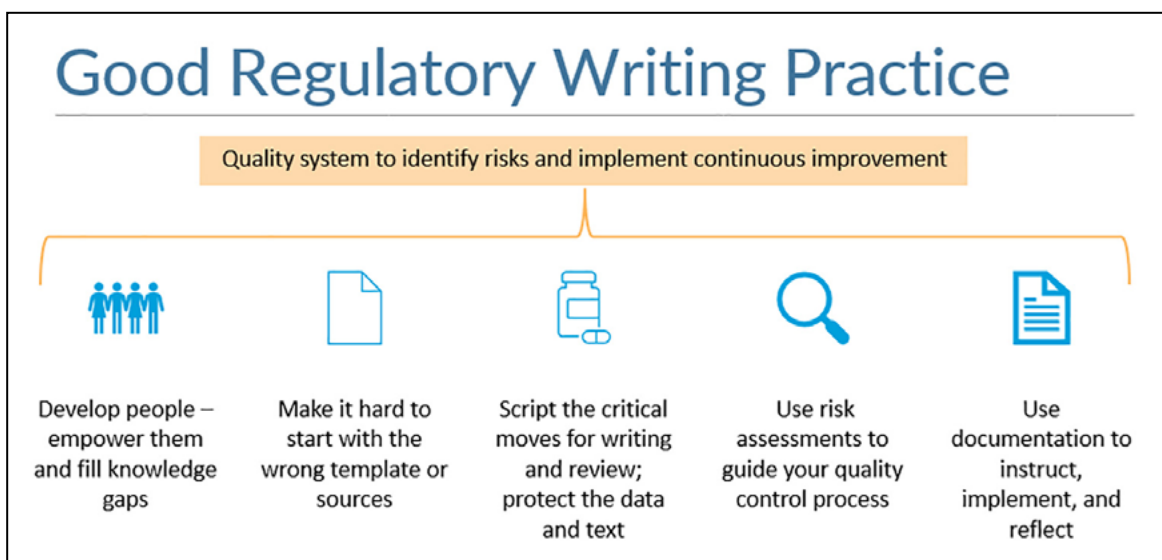 Good Regulatory Writing Practice
Quality system to identify risks and implement continuous improvement
Develop people –
empower them
and fill knowledge
gaps
Make it hard to
start with the
wrong template or
sources
Script the critical
moves for writing
and review;
protect the data
and text
Use risk
assessments to
guide your quality
control process
Use
documentation to
instruct,
implement, and
reflect